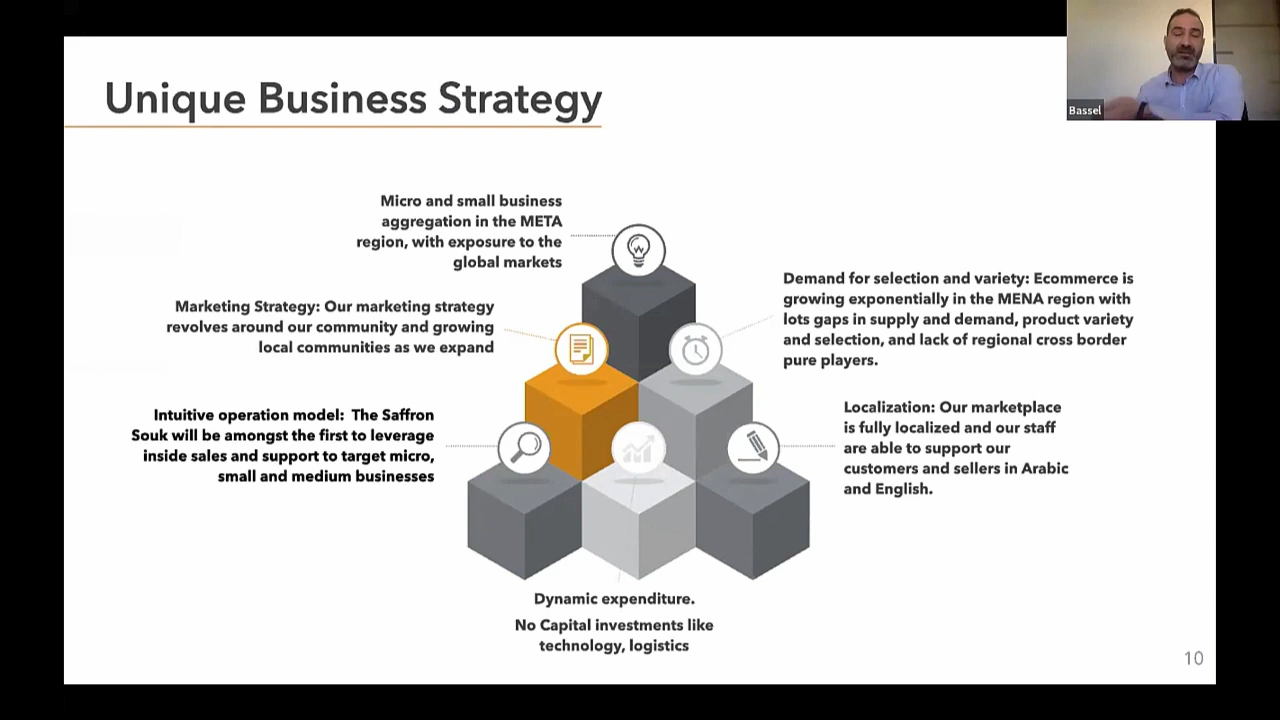 Unique Business Strategy
Bassel
Micro and small business
aggregation in the META
region, with exposure to the
global markets
Marketing Strategy: Our marketing strategy
revolves around our community and growing
local communities as we expand
Demand for selection and variety: Ecommerce is
growing exponentially in the MENA region with
lots gaps in supply and demand, product variety
and selection, and lack of regional cross border
pure players.
Intuitive operation model: The Saffron
Souk will be amongst the first to leverage
inside sales and support to target micro,
small and medium businesses
Localization: Our marketplace
is fully localized and our staff
are able to support our
customers and sellers in Arabic
and English.
Dynamic expenditure.
No Capital investments like
technology, logistics
10